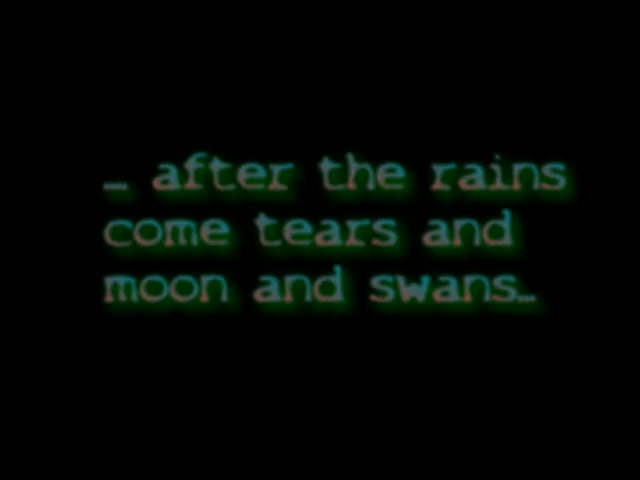 … after the rains
come tears and
moon and swans…